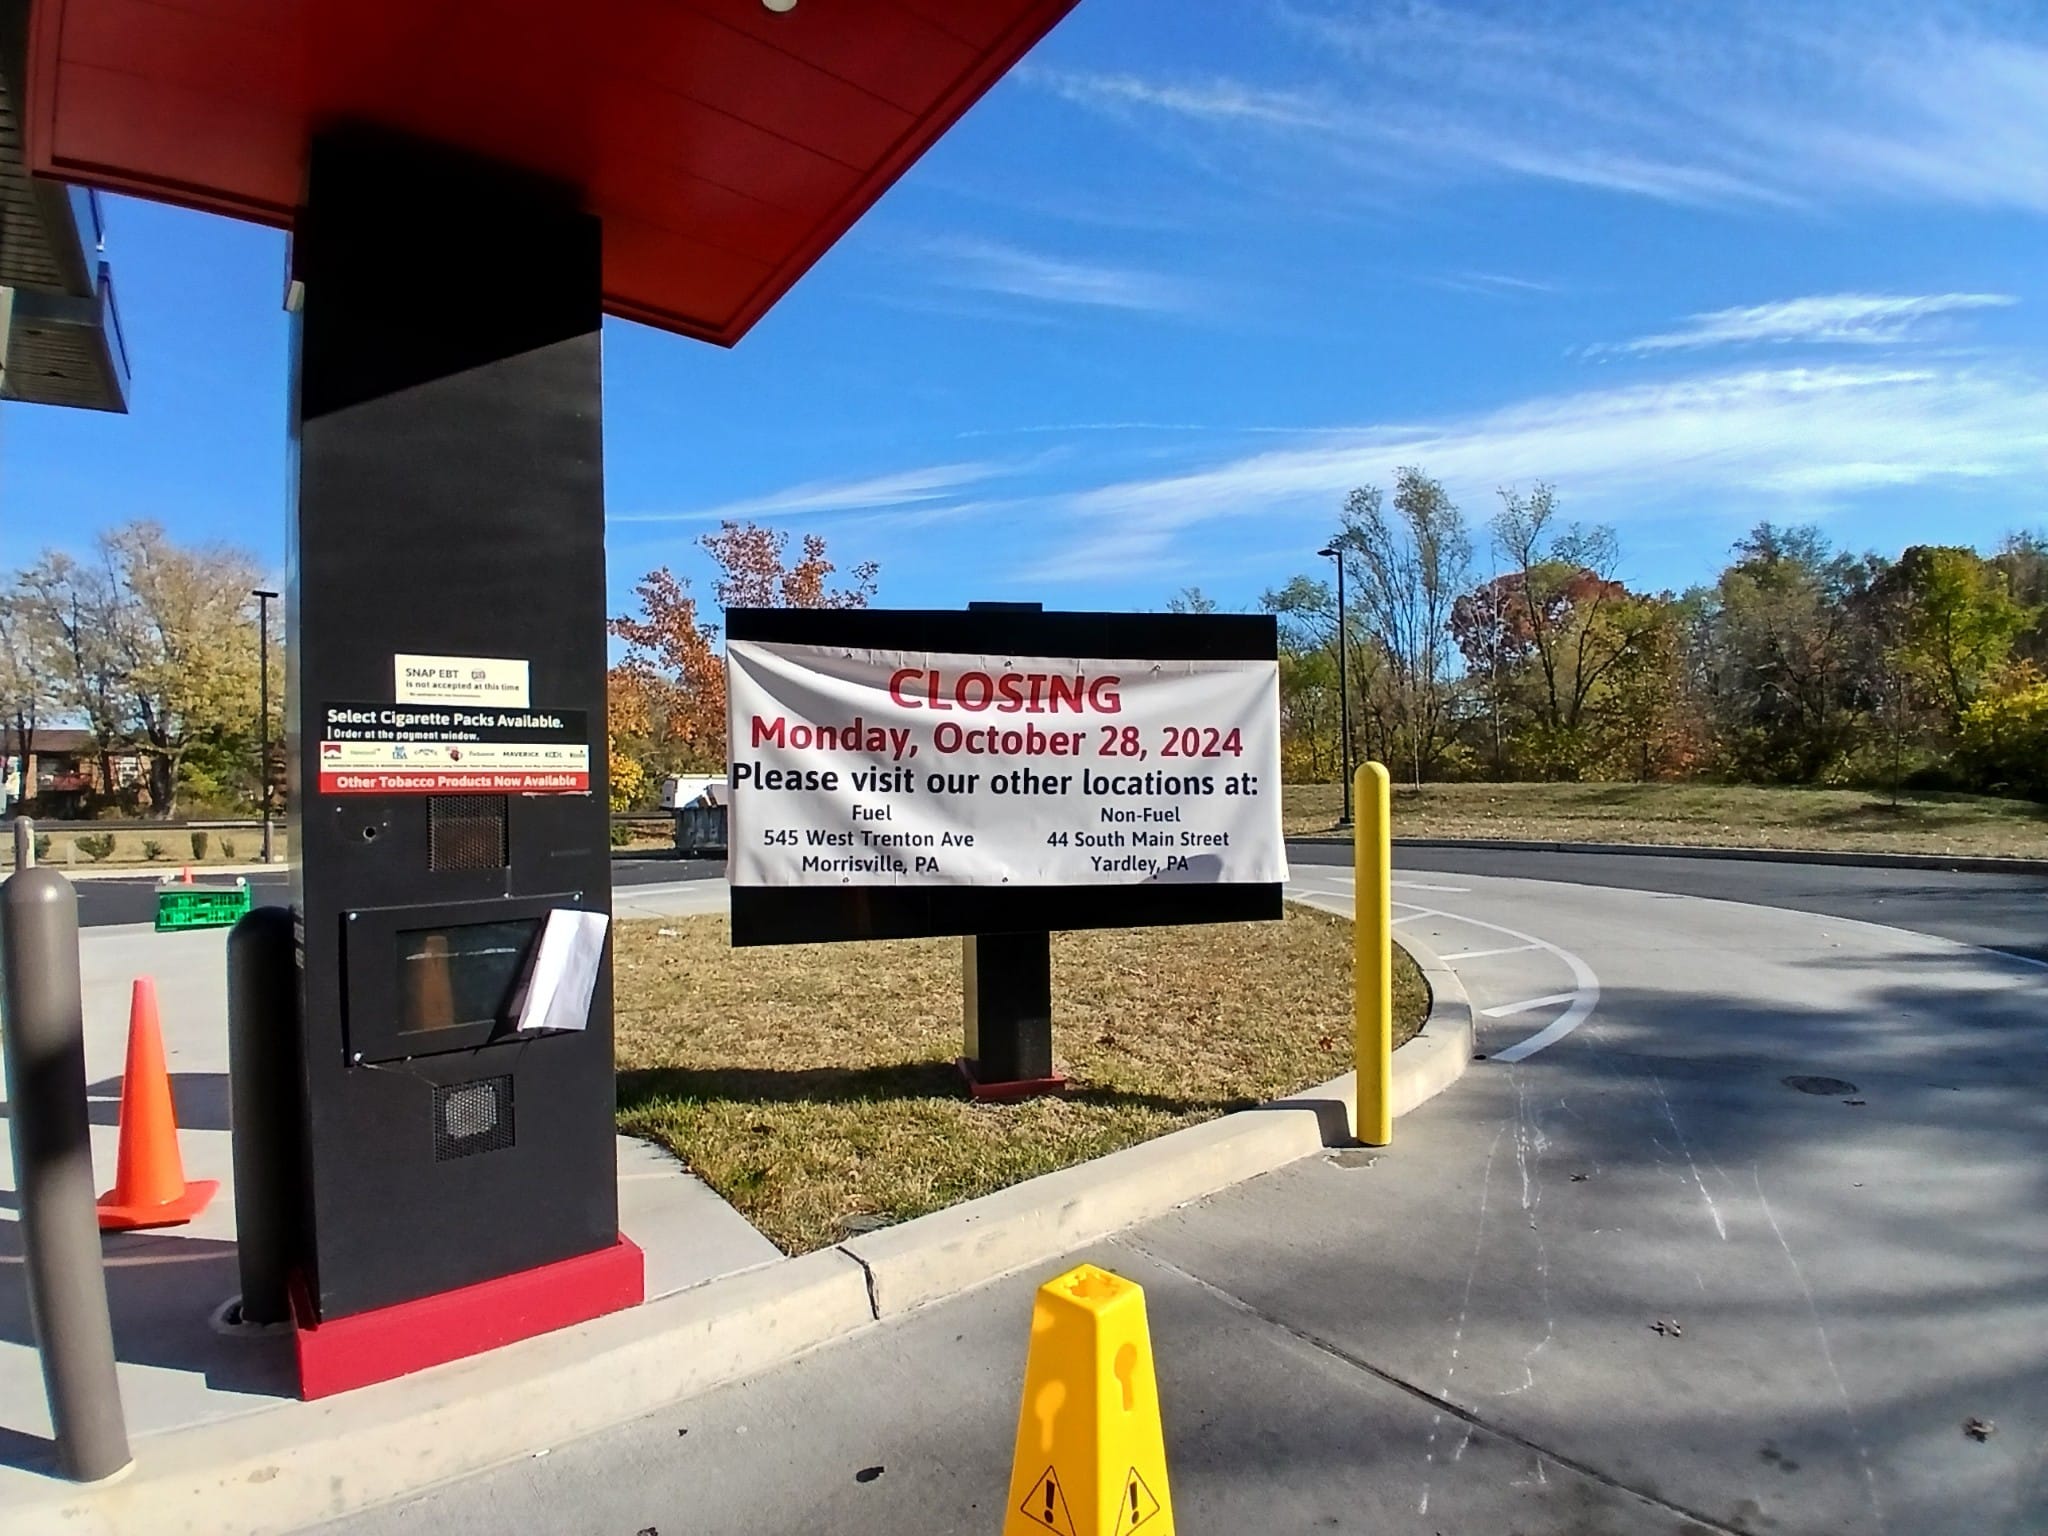 SNAP EBT
is not accepted at this time
Select Cigarette Packs Available.
Order at the payment window.
MAVERICK
Other Tobacco Products Now Available
CLOSING
Monday, October 28, 2024
Please visit our other locations at:
Fuel
545 West Trenton Ave
Morrisville, PA
Non-Fuel
44 South Main Street
Yardley, PA